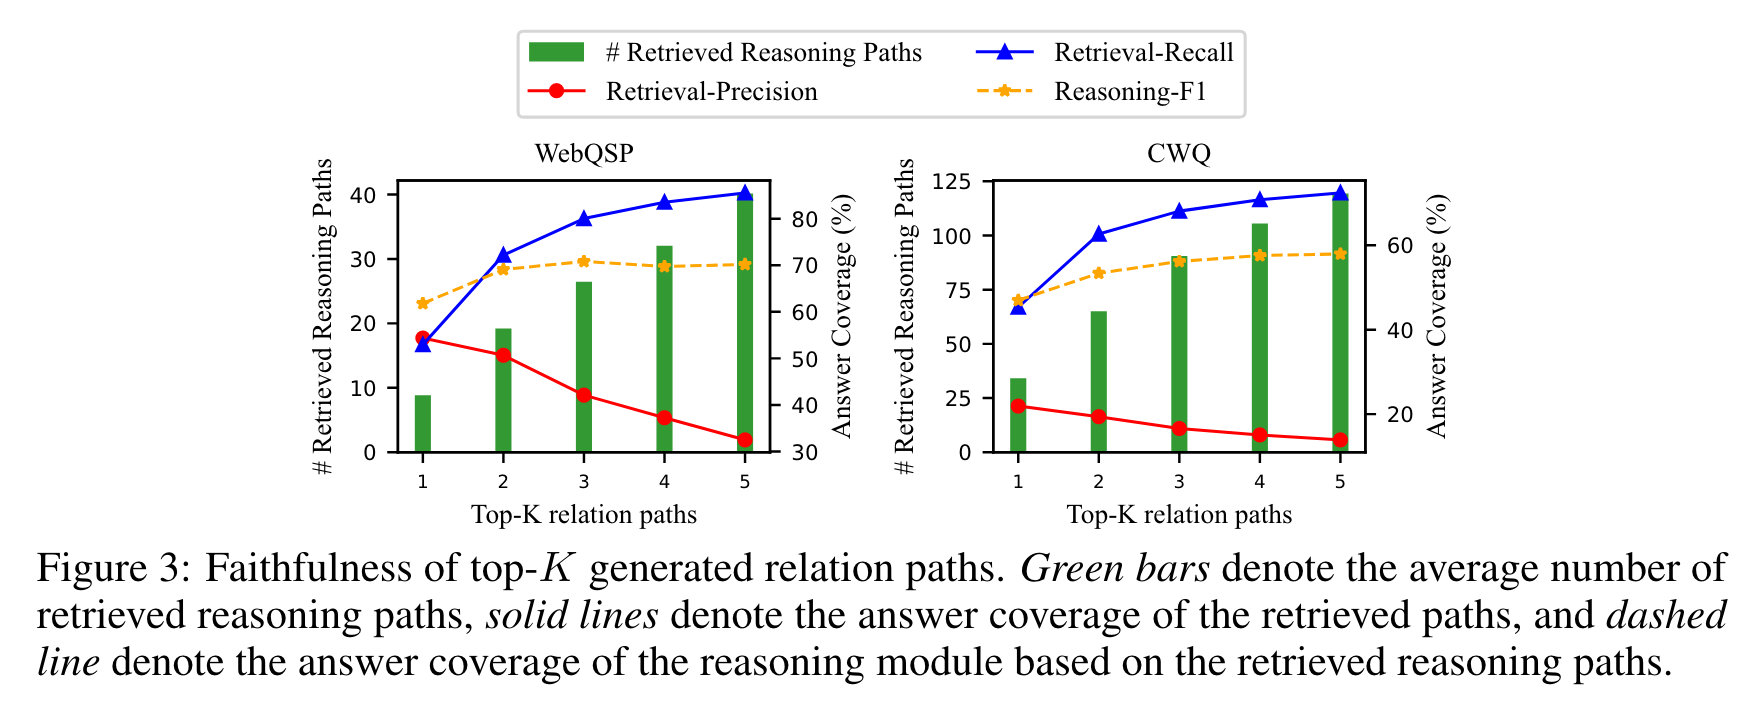 # Retrieved Reasoning Paths
Retrieval-Precision
Retrieval-Recall
Reasoning-F1
WebQSP
# Retrieved Reasoning Paths
40
30
20
10
0
80
70
60
50
40
30
Answer Coverage (%)
1 2 3 4 5
Top-K relation paths
CWQ
# Retrieved Reasoning Paths
125
100
75
50
25
0
60
40
20
Answer Coverage (%)
1 2 3 4 5
Top-K relation paths
Figure 3: Faithfulness of top-K generated relation paths. Green bars denote the average number of
retrieved reasoning paths, solid lines denote the answer coverage of the retrieved paths, and dashed
line denote the answer coverage of the reasoning module based on the retrieved reasoning paths.